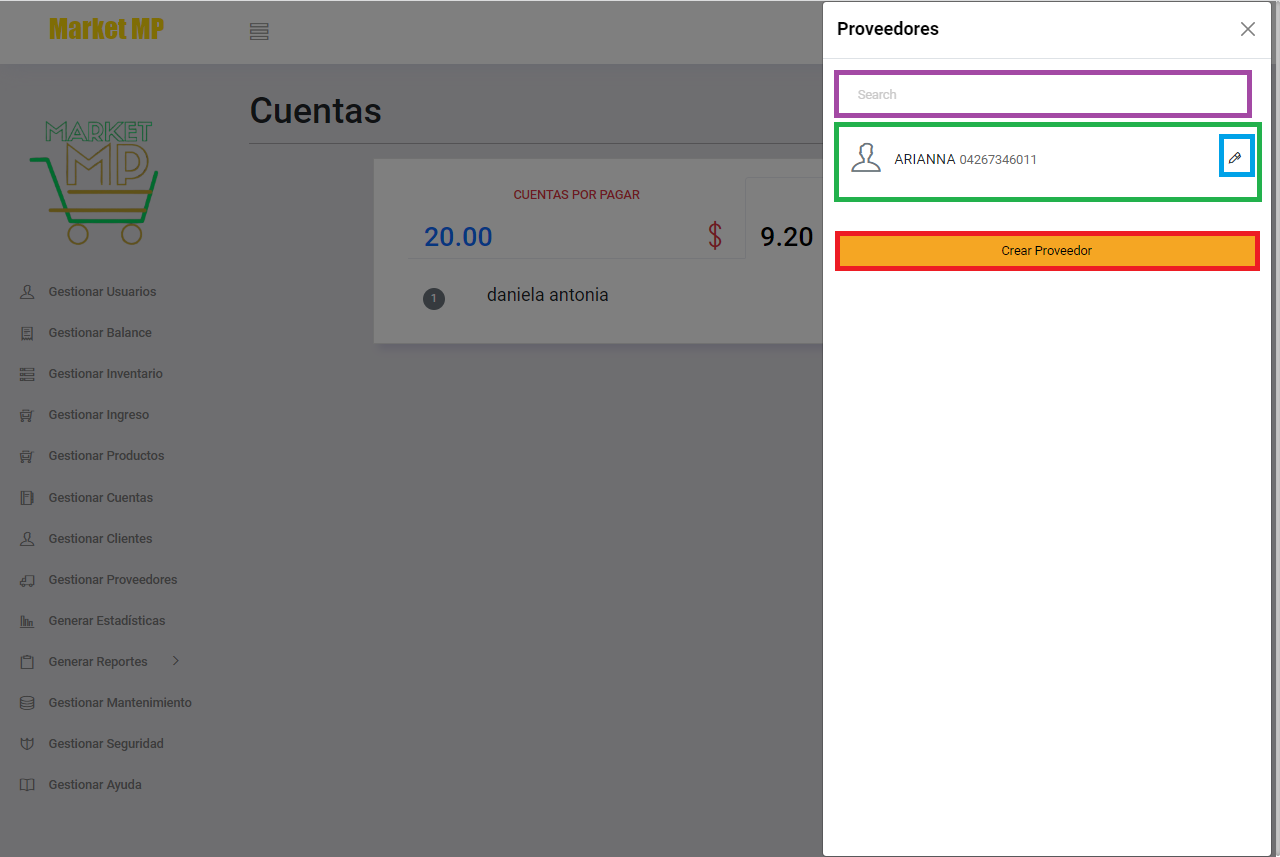 Market MP
Proveedores
Search
ARIANNA 04267346011
Crear Proveedor
MARKET
MP
Cuentas
CUENTAS POR PAGAR
20.00
$
9.20
1
daniela antonia
Gestionar Usuarios
Gestionar Balance
Gestionar Inventario
Gestionar Ingreso
Gestionar Productos
Gestionar Cuentas
Gestionar Clientes
Gestionar Proveedores
Generar Estadísticas
Generar Reportes
Gestionar Mantenimiento
Gestionar Seguridad
Gestionar Ayuda